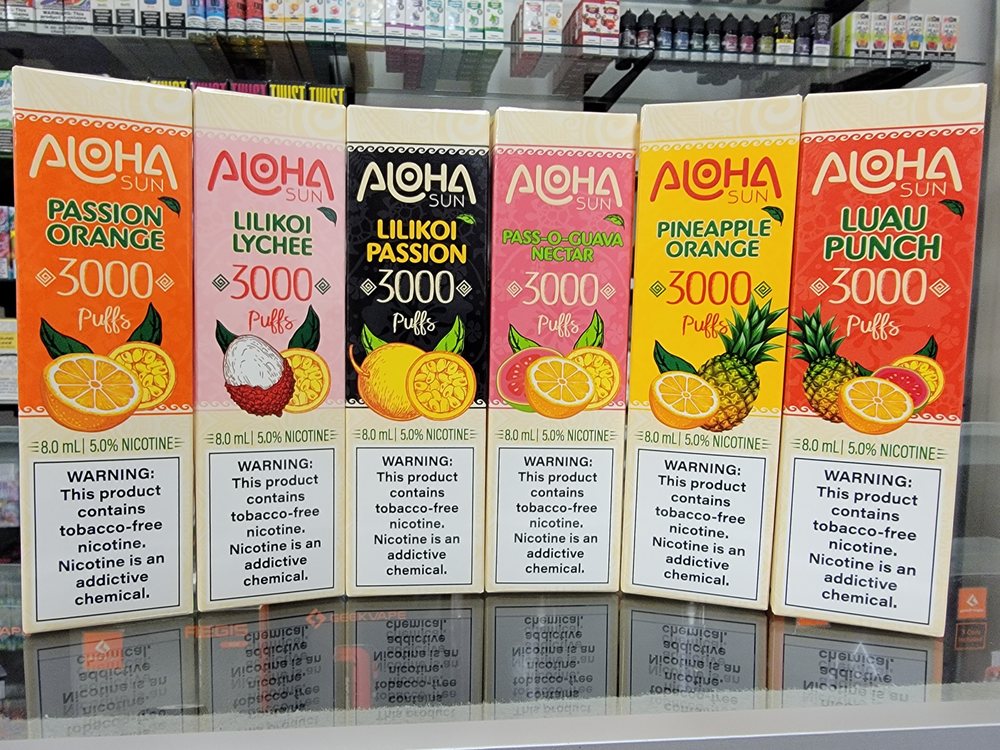 TWIST TWIST
ALOHA
SUN
PASSION
ORANGE
3000
Puffs
8.0 mL | 5.0% NICOTINE
WARNING:
This product
contains
tobacco-free
nicotine.
Nicotine is an
addictive
chemical.
ALOHA
SUN
LILIKOI
LYCHEE
3000
Puffs
8.0 mL | 5.0% NICOTINE
WARNING:
This product
contains
tobacco-free
nicotine.
Nicotine is an
addictive
chemical.
ALOHA
SUN
LILIKOI
PASSION
3000
Puffs
8.0 mL | 5.0% NICOTINE
WARNING:
This product
contains
tobacco-free
nicotine.
Nicotine is an
addictive
chemical.
ALOHA
SUN
PASS-O-GUAVA
NECTAR
3000
Puffs
8.0 mL | 5.0% NICOTINE
WARNING:
This product
contains
tobacco-free
nicotine.
Nicotine is an
addictive
chemical.
ALOHA
SUN
PINEAPPLE
ORANGE
3000
Puffs
8.0 mL | 5.0% NICOTINE
WARNING:
This product
contains
tobacco-free
nicotine.
Nicotine is an
addictive
chemical.
ALOHA
SUN
LUAU
PUNCH
3000
Puffs
8.0 mL | 5.0% NICOTINE
WARNING:
This product
contains
tobacco-free
nicotine.
Nicotine is an
addictive
chemical.
GEEKVAPE